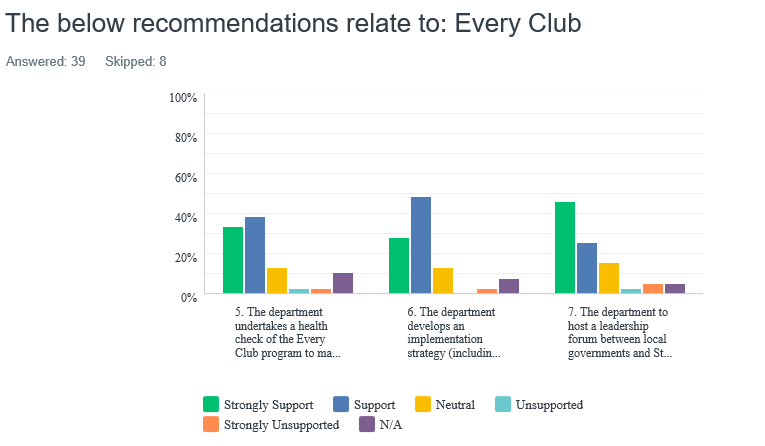 The below recommendations relate to: Every Club
Answered: 39 Skipped: 8
100%
80%
60%
40%
20%
0%
5. The department
undertakes a health
check of the Every
Club program to ma...
6. The department
develops an
implementation
strategy (includin...
7. The department to
host a leadership
forum between local
governments and St...
Strongly Support Support Neutral Unsupported
Strongly Unsupported N/A